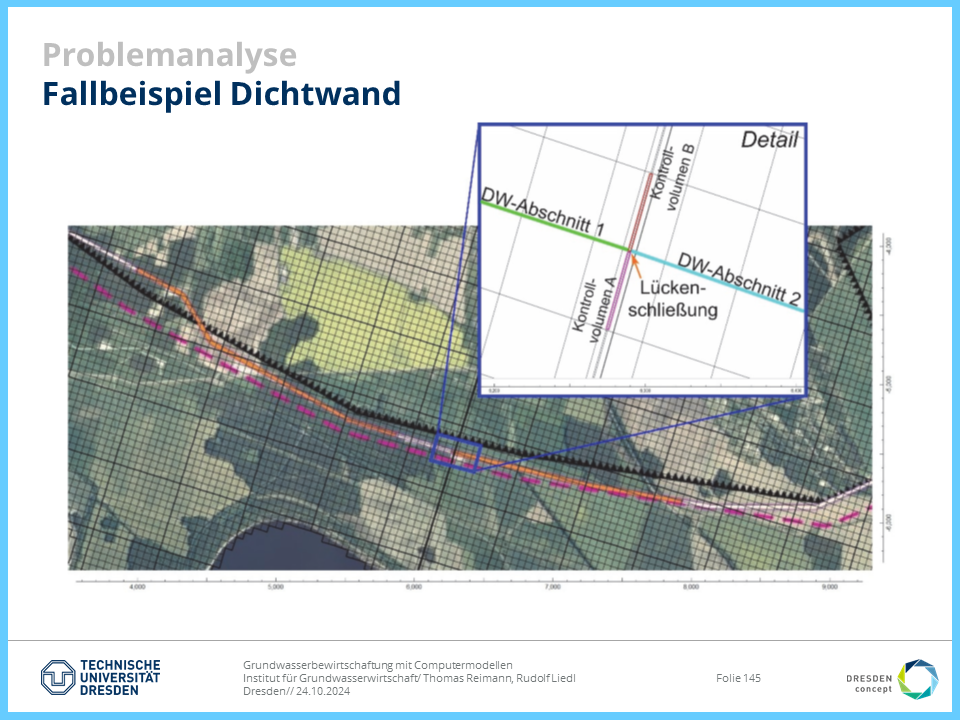 Problemanalyse
Fallbeispiel Dichtwand
Detail
Kontroll-
volumen B
DW-Abschnitt 1
DW-Abschnitt 2
Kontroll-
volumen A
Lücken-
schließung
4,000 5,000 6,000 7,000 8,000 9,000
TECHNISCHE
UNIVERSITÄT
DRESDEN
Grundwasserbewirtschaftung mit Computermodellen
Institut für Grundwasserwirtschaft/ Thomas Reimann, Rudolf Liedl
Dresden// 24.10.2024
Folie 145
DRESDEN
concept